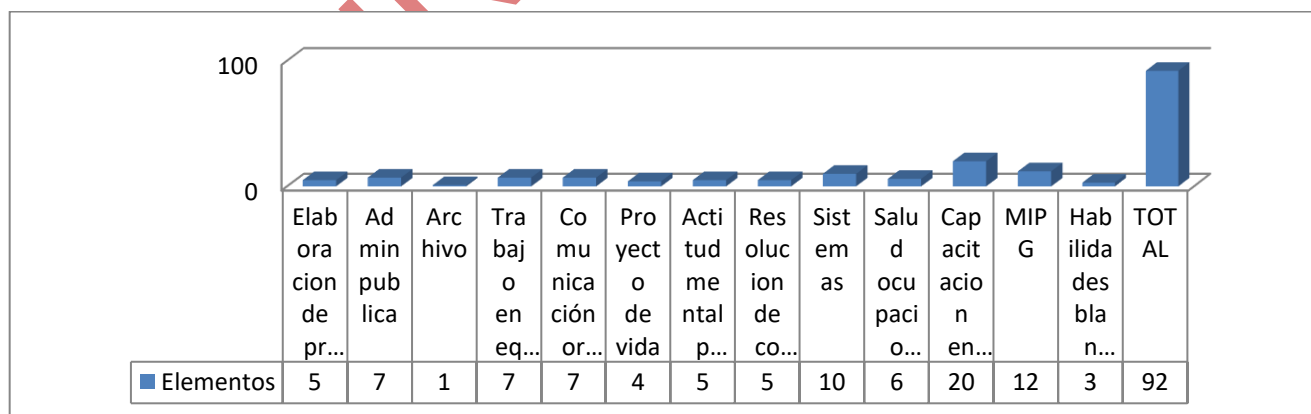 100
0
Elab
ora
cion
de
pr...
Ad
min
pub
lica
Arc
hivo
Tra
baj
o
en
eq...
Co
mu
nica
ción
or...
Pro
yect
o
de
vida
Acti
tud
me
ntal
p...
Res
oluc
ion
de
co...
Sist
em
as
Salu
d
ocu
paci
o...
Cap
acit
acio
n
en...
MIP
G
Hab
ilida
des
blan
n...
TOT
AL
Elementos 5 7 1 7 7 4 5 5 10 6 20 12 3 92